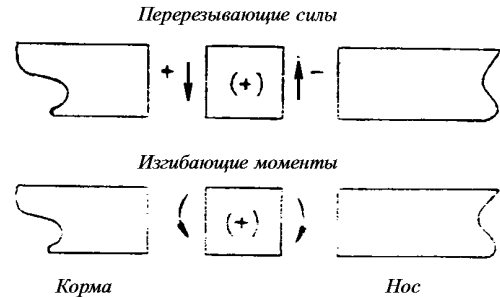 Перерезывающие силы
+ (+) −
Изгибающие моменты
(+)
Корма Нос